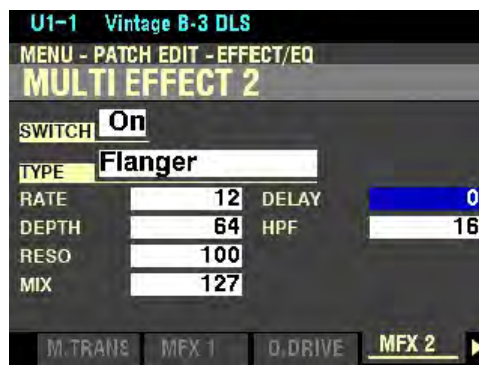 U1-1 Vintage B-3 DLS
MENU - PATCH EDIT - EFFECT/EQ
MULTI EFFECT 2
SWITCH On
TYPE Flanger
RATE 12 DELAY 0
DEPTH 64 HPF 16
RESO 100
MIX 127
M.TRANS MFX 1 O.DRIVE MFX 2